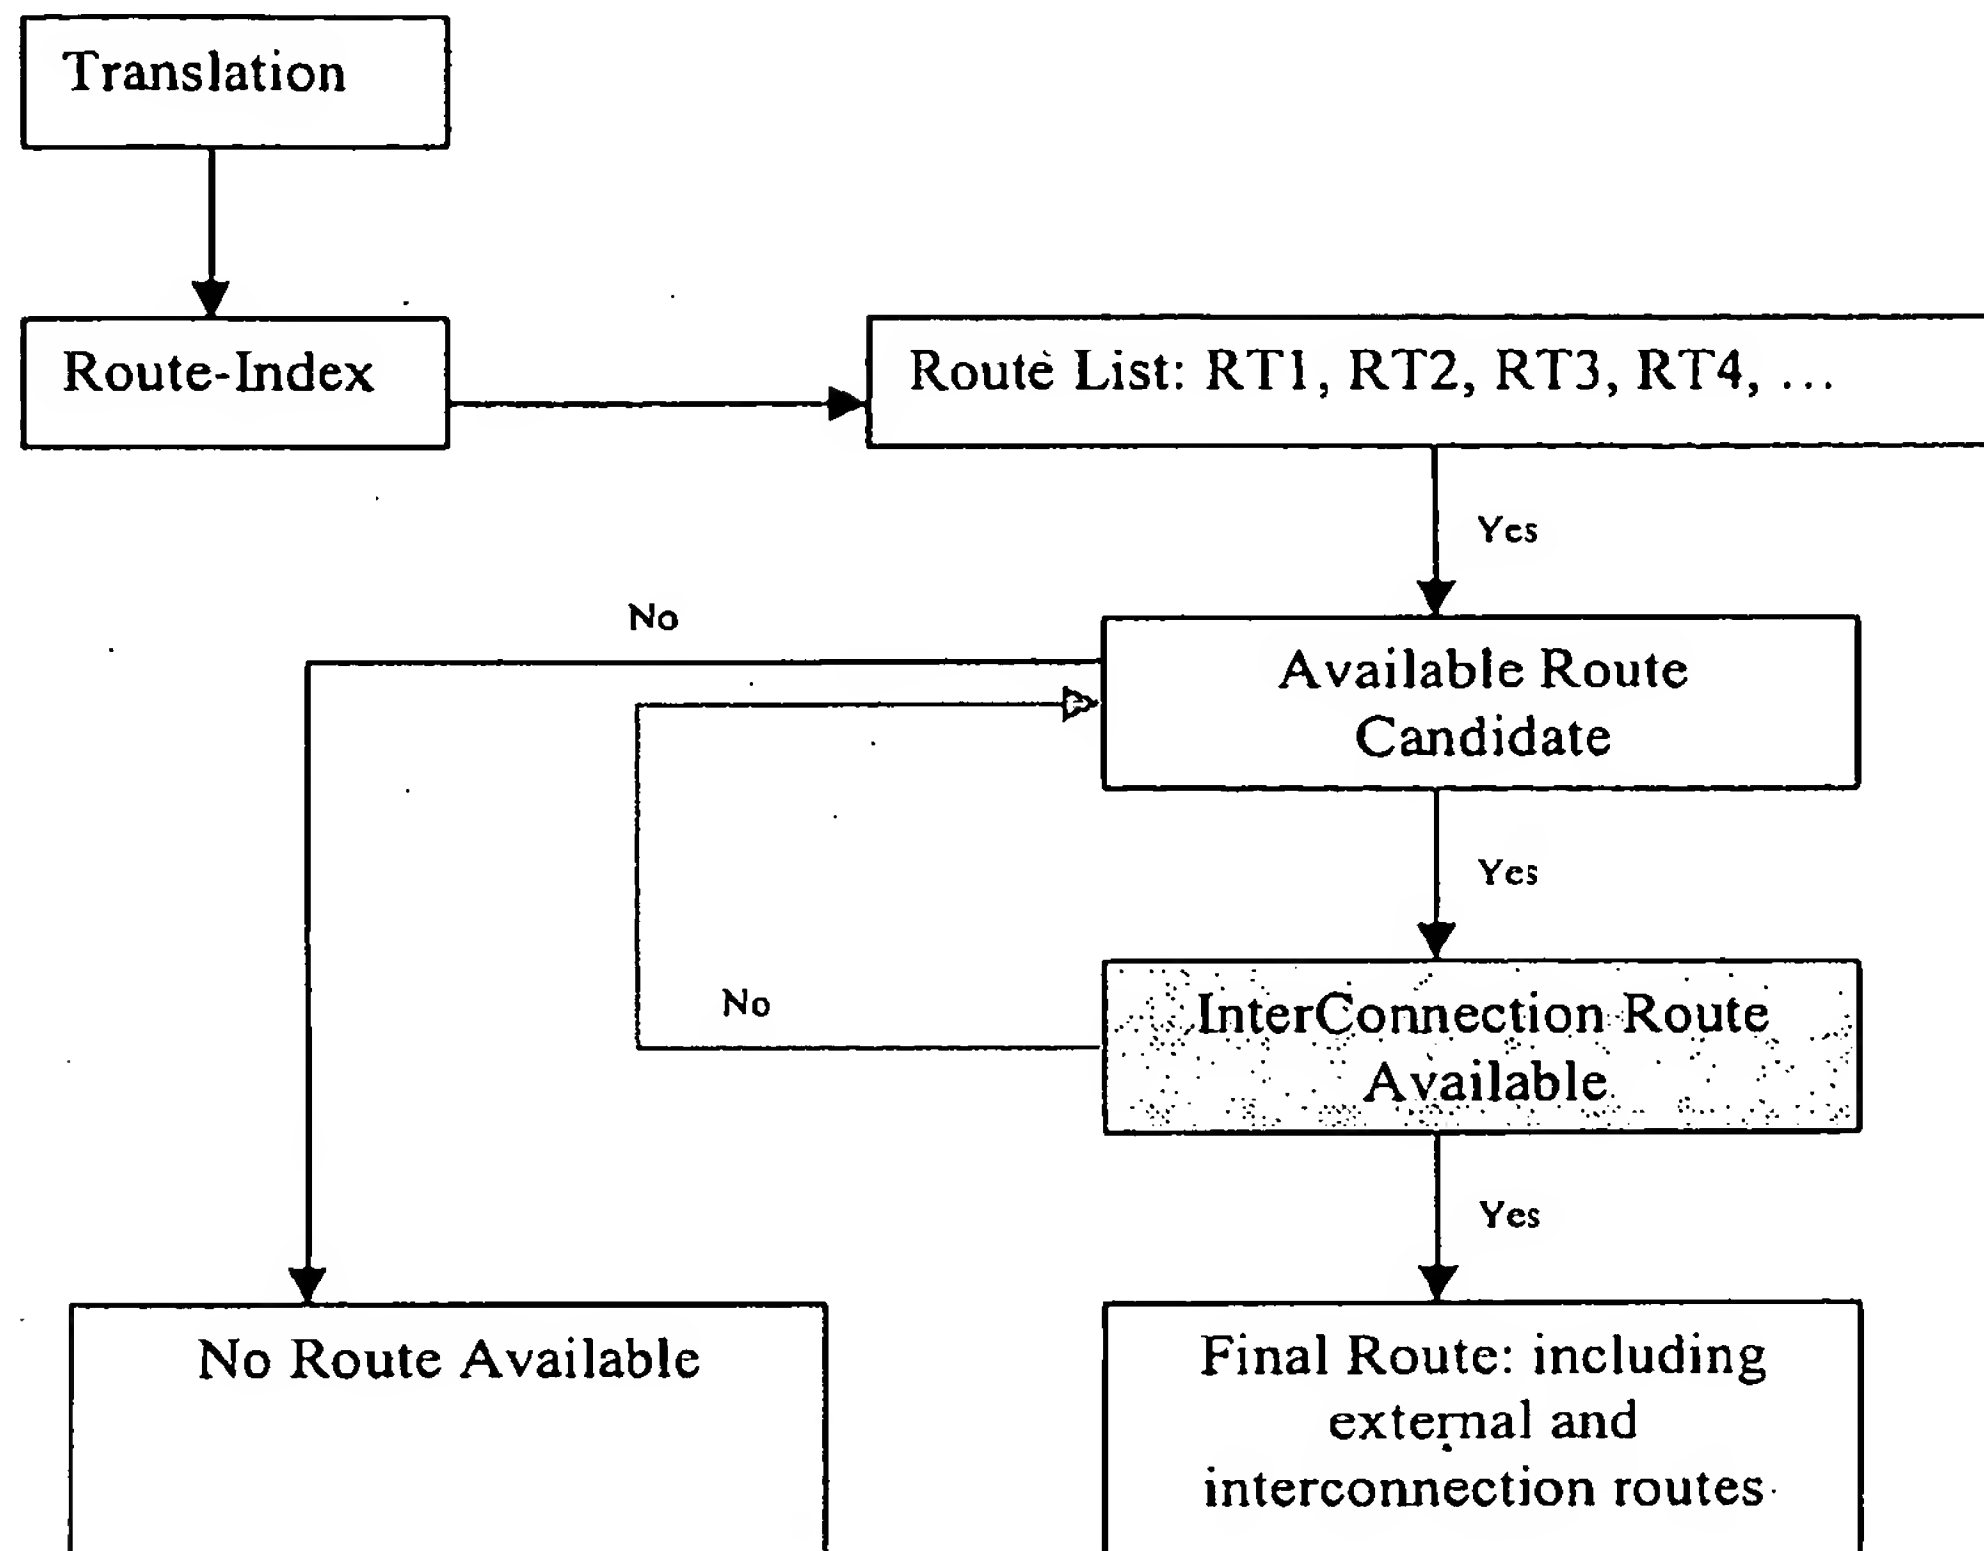 Translation
Route-Index
Route List: RT1, RT2, RT3, RT4, ...
Yes
No
Available Route
Candidate
Yes
No
InterConnection Route
Available
Yes
No Route Available
Final Route: including
external and
interconnection routes